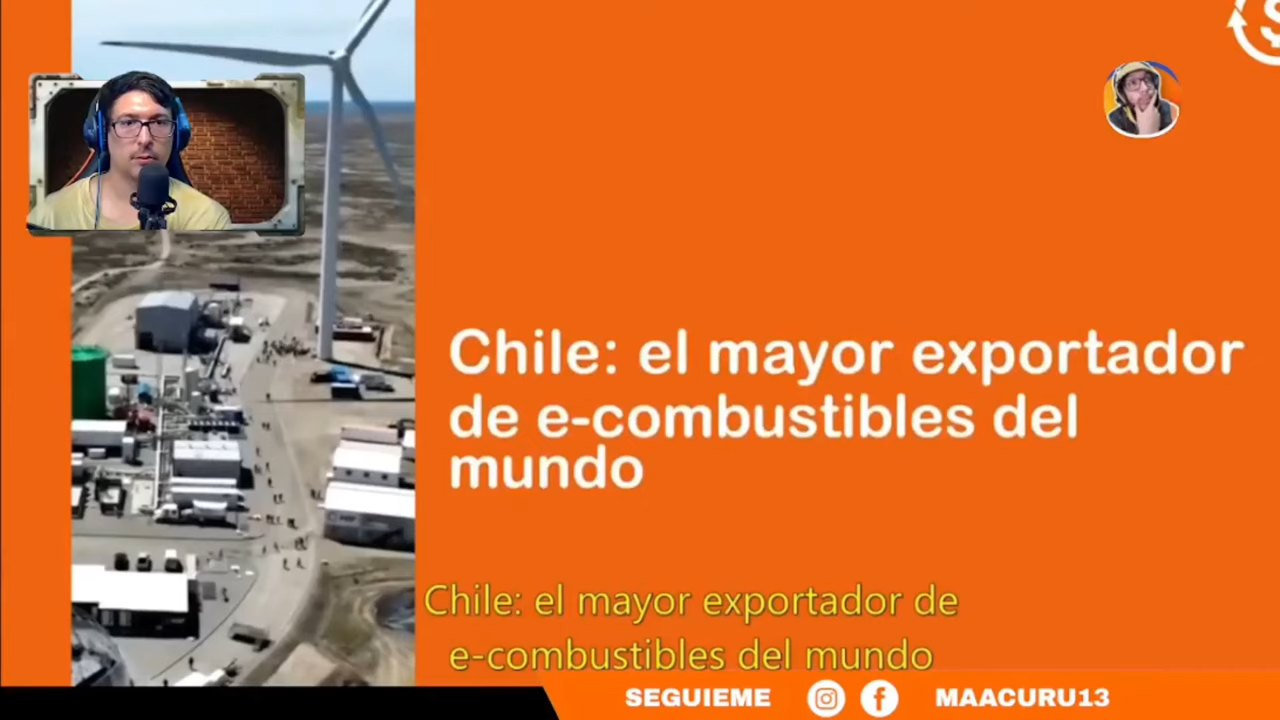 Chile: el mayor exportador
de e-combustibles del
mundo
Chile: el mayor exportador de
e-combustibles del mundo
SEGUIEME MAACURU13